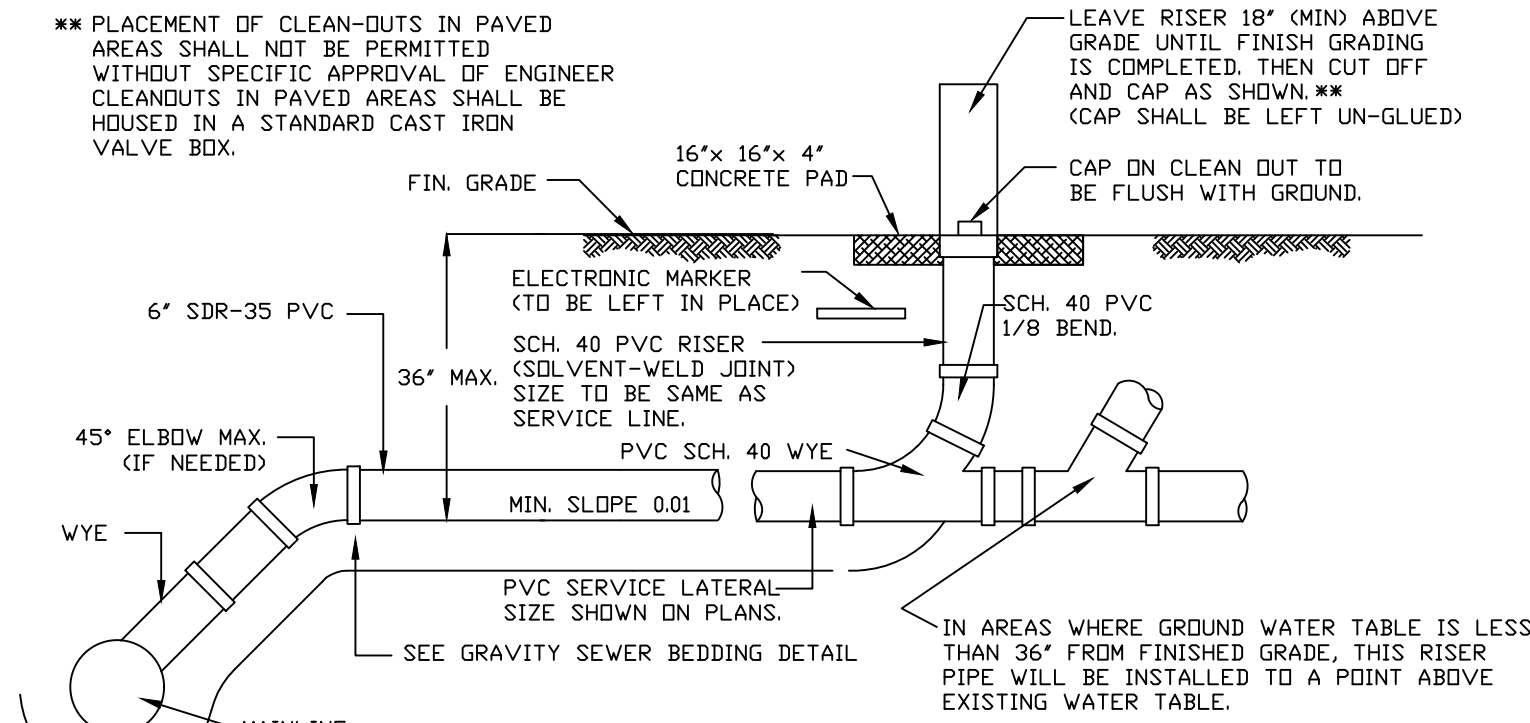 ** PLACEMENT OF CLEAN-OUTS IN PAVED
AREAS SHALL NOT BE PERMITTED
WITHOUT SPECIFIC APPROVAL OF ENGINEER
CLEANOUTS IN PAVED AREAS SHALL BE
HOUSED IN A STANDARD CAST IRON
VALVE BOX.
LEAVE RISER 18" (MIN) ABOVE
GRADE UNTIL FINISH GRADING
IS COMPLETED. THEN CUT OFF
AND CAP AS SHOWN.**
(CAP SHALL BE LEFT UN-GLUED)
16"x 16"x 4"
CONCRETE PAD
FIN. GRADE
CAP ON CLEAN OUT TO
BE FLUSH WITH GROUND.
ELECTRONIC MARKER
(TO BE LEFT IN PLACE)
6" SDR-35 PVC
SCH. 40 PVC
1/8 BEND.
36" MAX.
SCH. 40 PVC RISER
(SOLVENT-WELD JOINT)
SIZE TO BE SAME AS
SERVICE LINE.
45° ELBOW MAX.
(IF NEEDED)
PVC SCH. 40 WYE
MIN. SLOPE 0.01
WYE
PVC SERVICE LATERAL
SIZE SHOWN ON PLANS.
SEE GRAVITY SEWER BEDDING DETAIL
IN AREAS WHERE GROUND WATER TABLE IS LESS
THAN 36" FROM FINISHED GRADE, THIS RISER
PIPE WILL BE INSTALLED TO A POINT ABOVE
EXISTING WATER TABLE.
MAINLINE